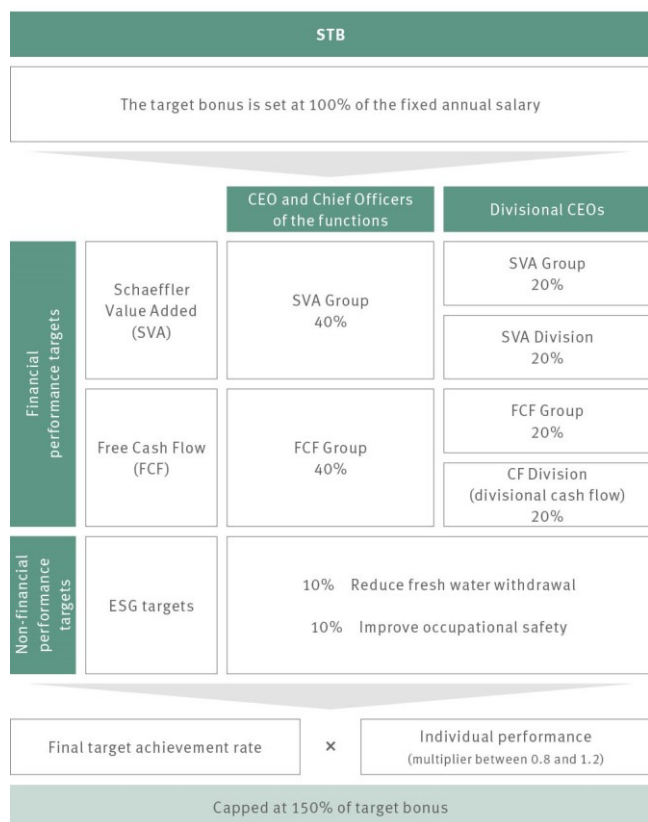 STB
The target bonus is set at 100% of the fixed annual salary
CEO and Chief Officers
of the functions
Divisional CEOs
Financial
performance targets
Schaeffler
Value Added
(SVA)
SVA Group
40%
SVA Group
20%
SVA Division
20%
Free Cash Flow
(FCF)
FCF Group
40%
FCF Group
20%
CF Division
(divisional cash flow)
20%
Non-financial
performance
targets
ESG targets
10% Reduce fresh water withdrawal
10% Improve occupational safety
Final target achievement rate
×
Individual performance
(multiplier between 0.8 and 1.2)
Capped at 150% of target bonus